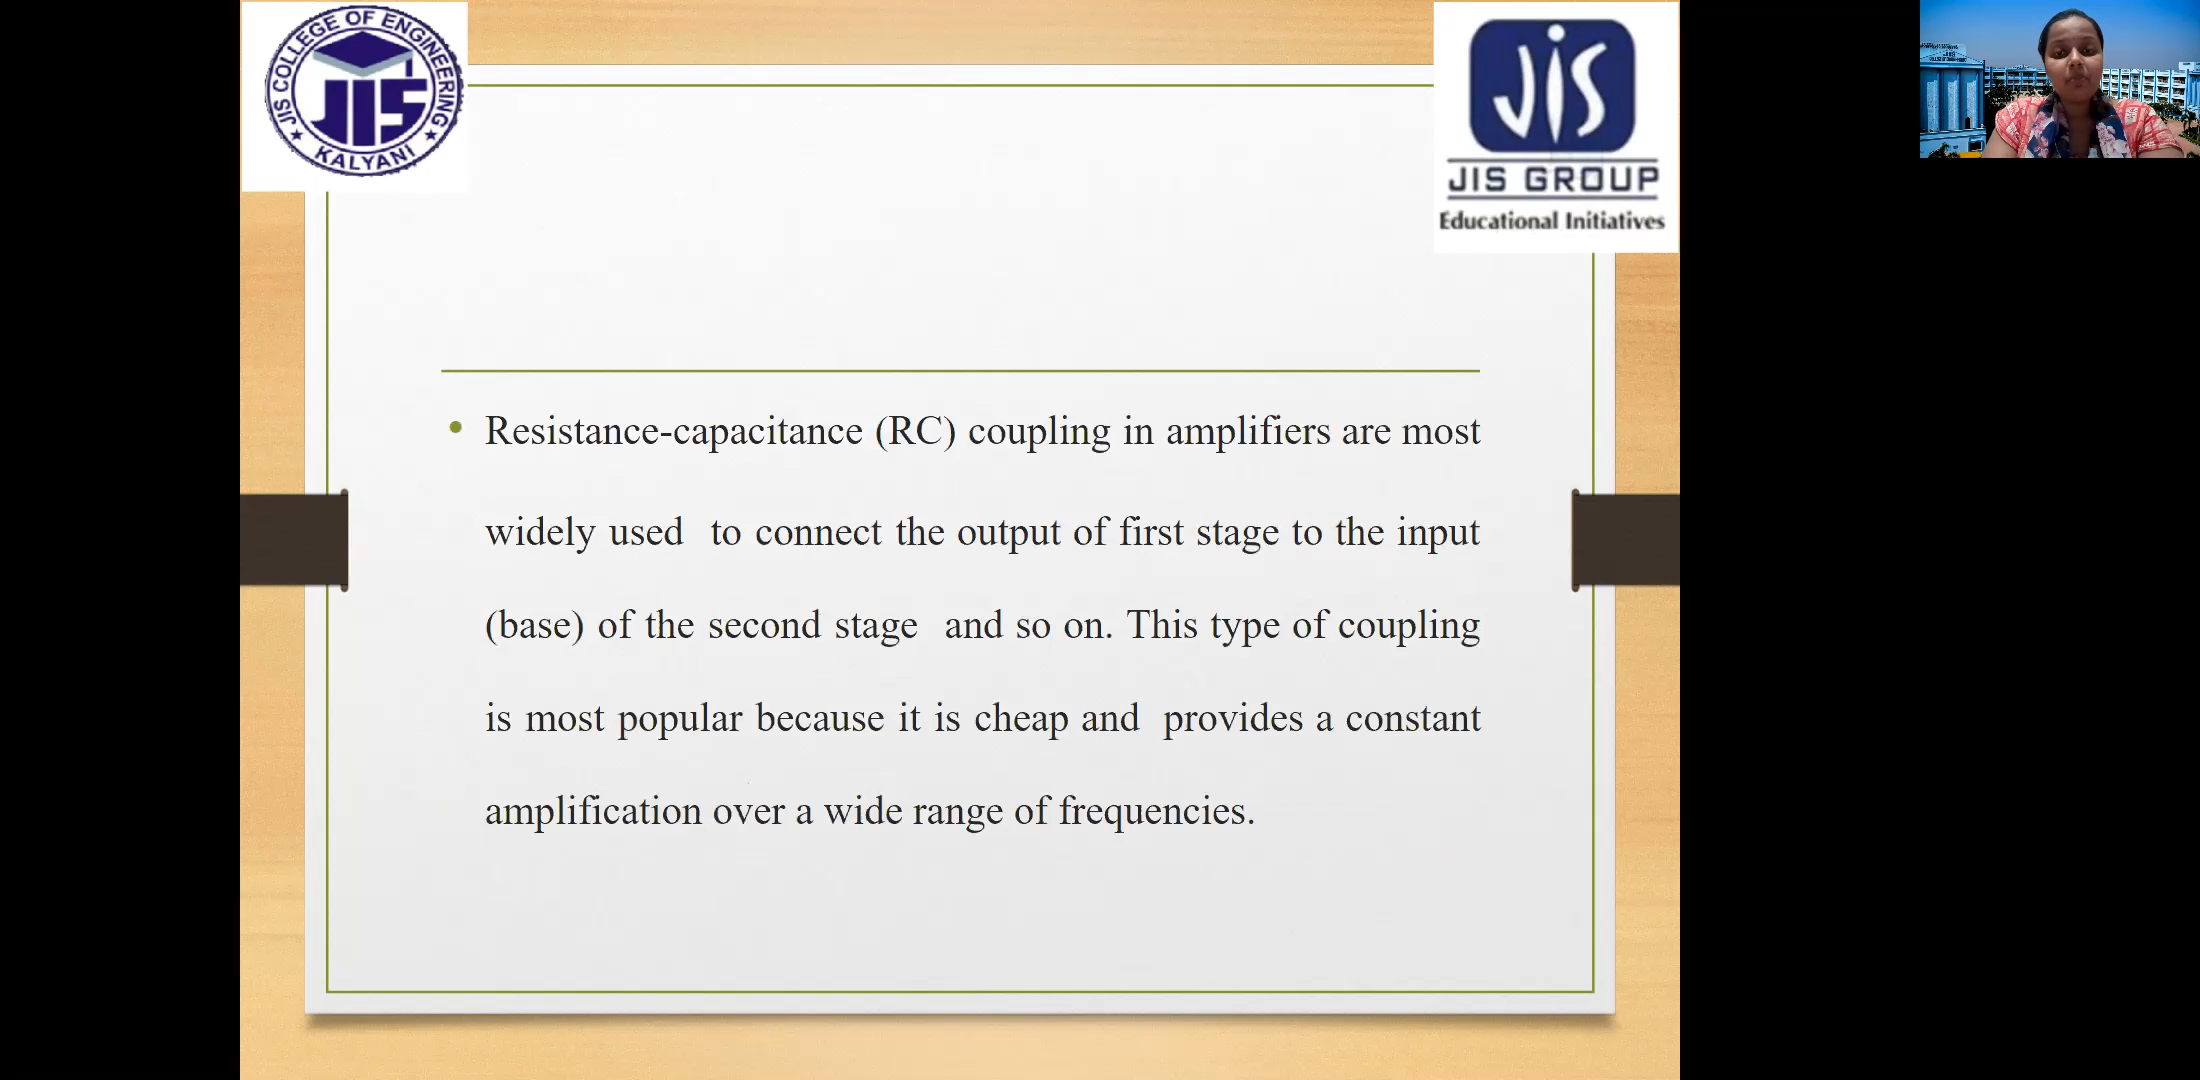 JIS COLLEGE OF ENGINEERING
JIS
KALYANI
JIS
JIS GROUP
Educational Initiatives
• Resistance-capacitance (RC) coupling in amplifiers are most
widely used to connect the output of first stage to the input
(base) of the second stage and so on. This type of coupling
is most popular because it is cheap and provides a constant
amplification over a wide range of frequencies.